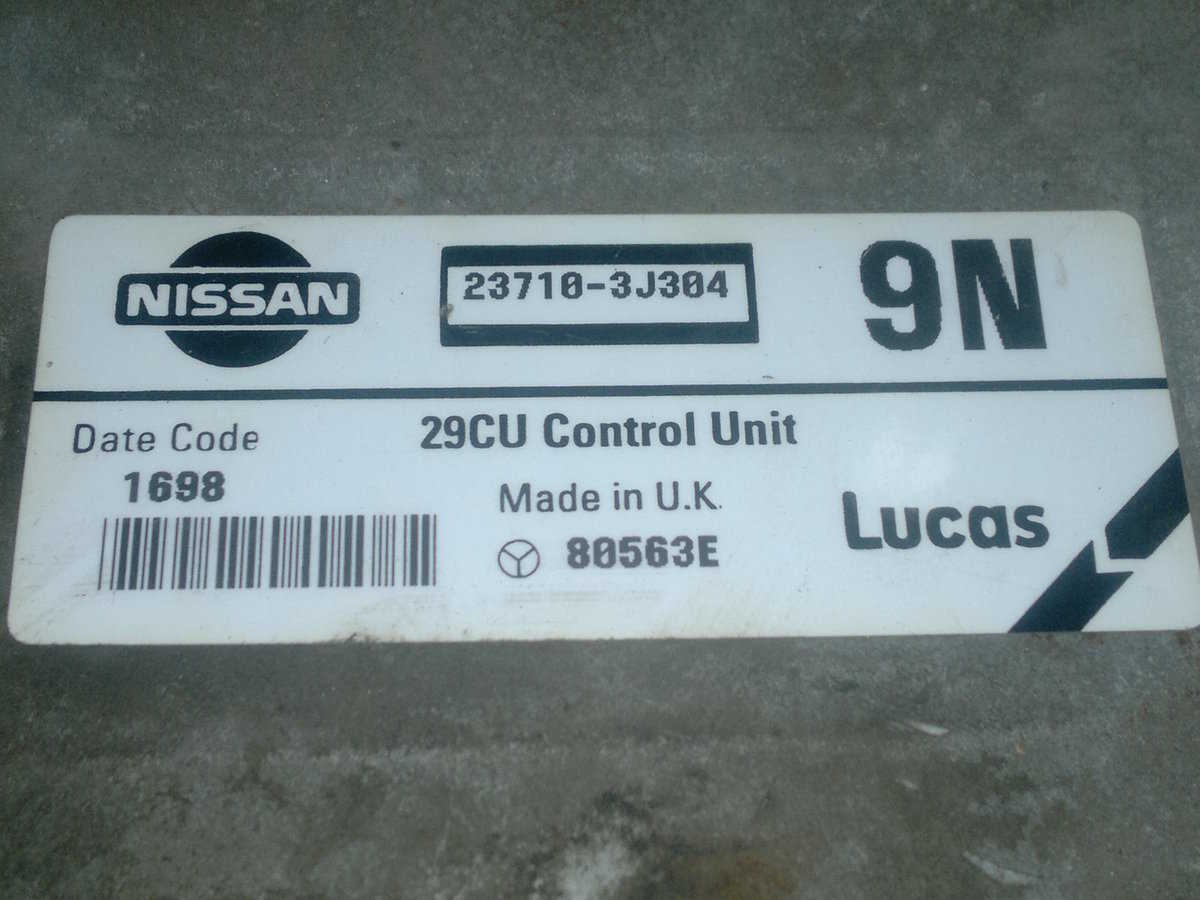 NISSAN
23710-3J304
9N
Date Code
1698
29CU Control Unit
Made in U.K.
80563E
Lucas